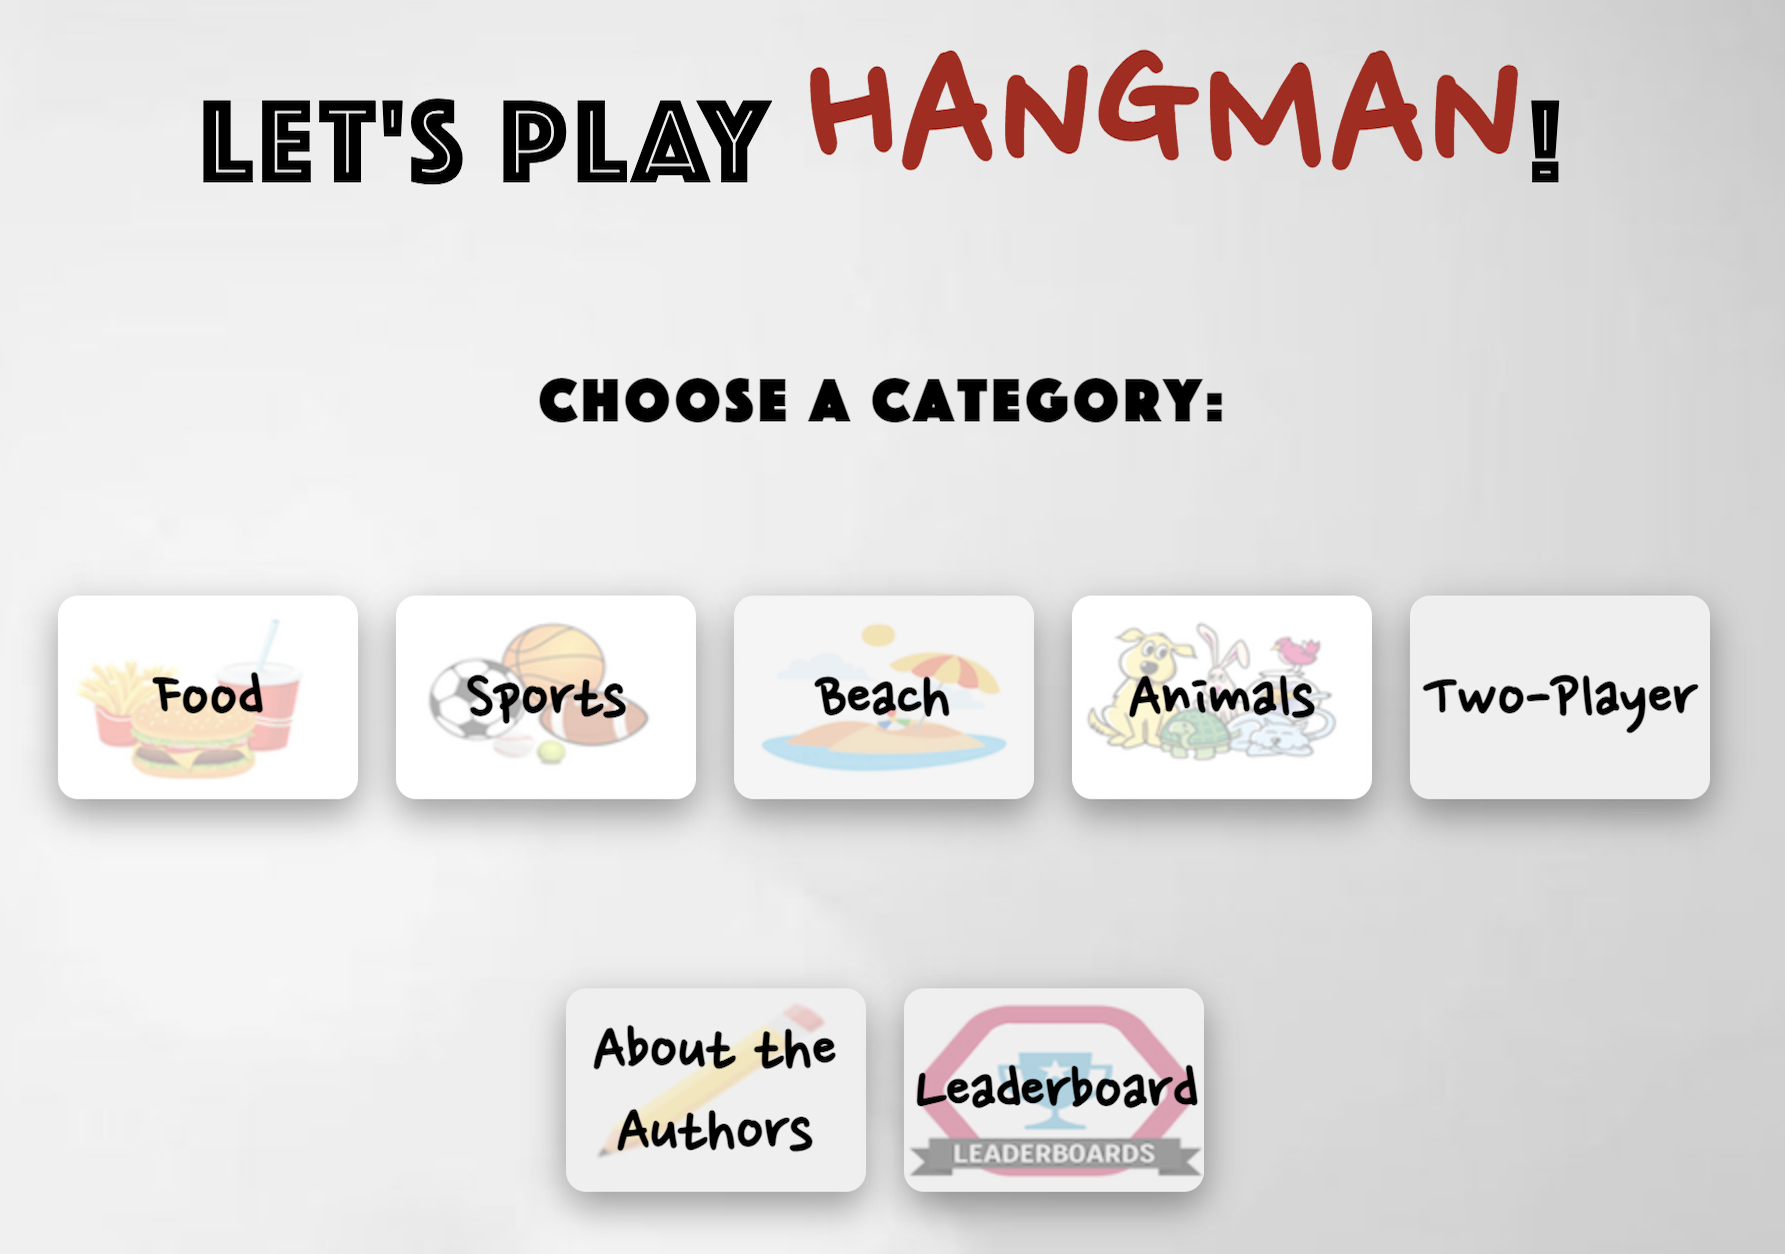 LET'S PLAY HANGMAN!
CHOOSE A CATEGORY:
Food
Sports
Beach
Animals
Two-Player
About the
Authors
Leaderboard
LEADERBOARDS